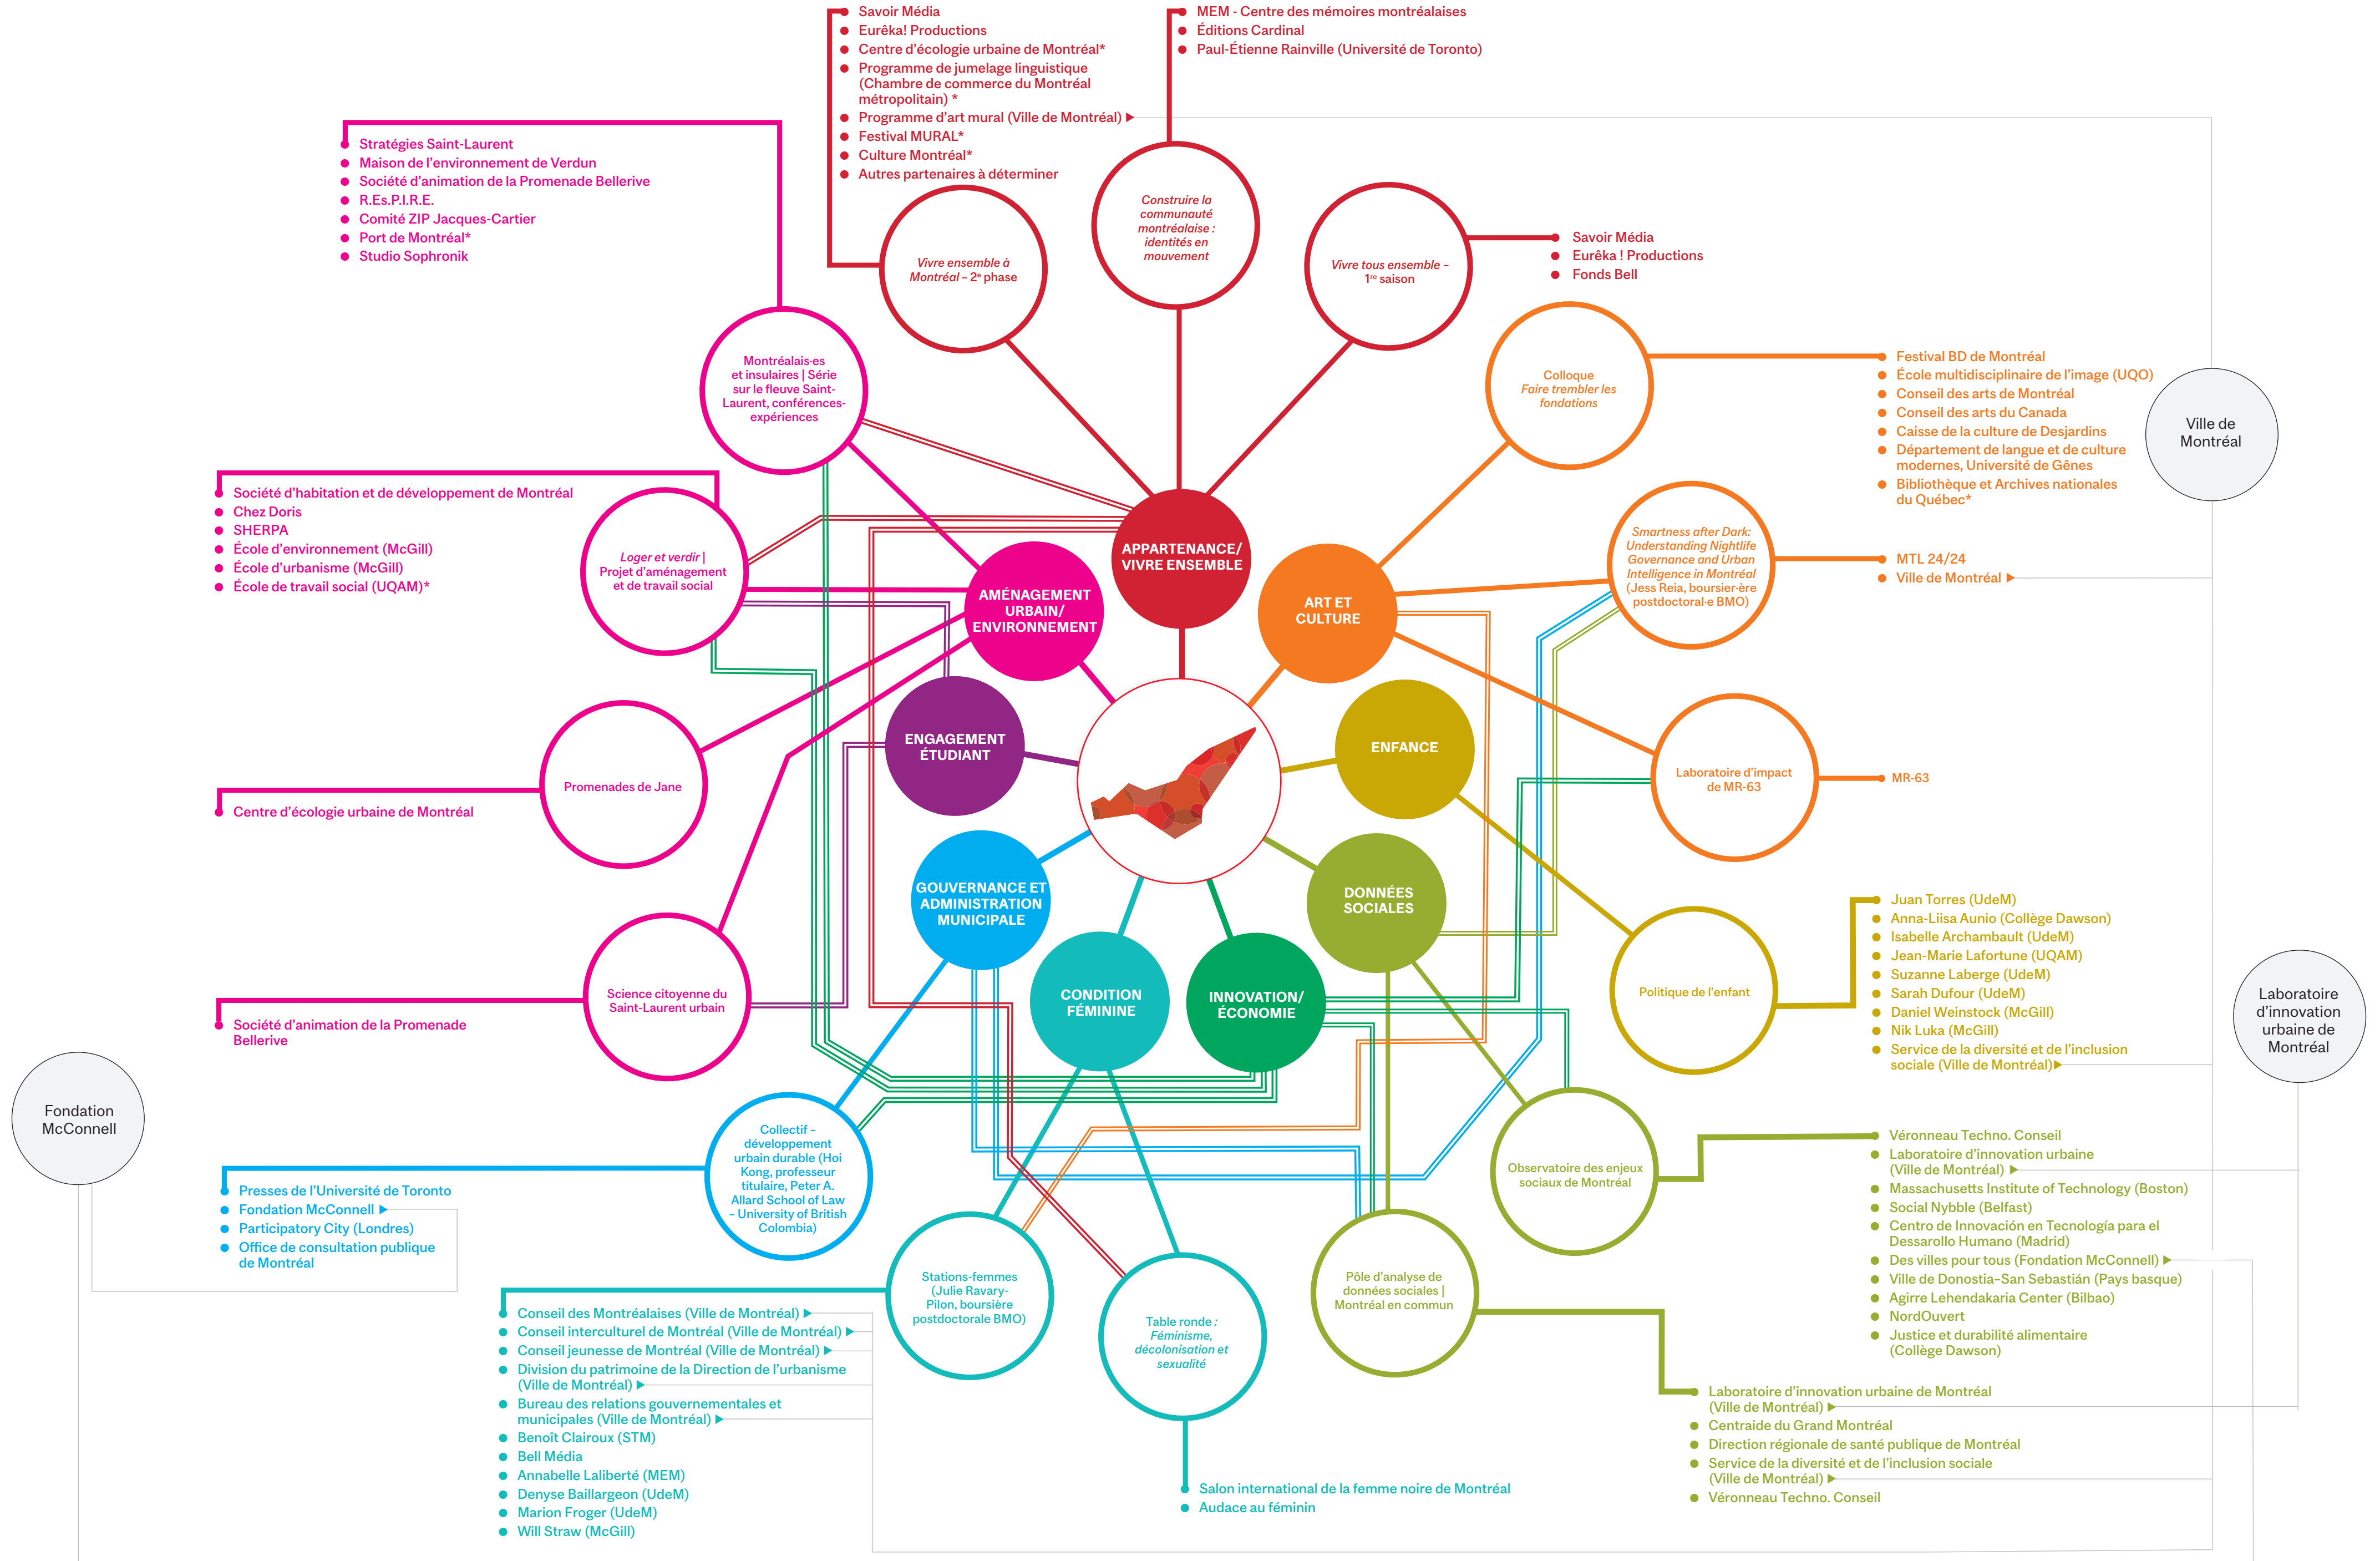 Savoir Média
Eurêka! Productions
Centre d'écologie urbaine de Montréal*
Programme de jumelage linguistique
(Chambre de commerce du Montréal
métropolitain) *
Programme d'art mural (Ville de Montréal)
Festival MURAL*
Culture Montréal*
Autres partenaires à déterminer
MEM - Centre des mémoires montréalaises
Éditions Cardinal
Paul-Étienne Rainville (Université de Toronto)
Stratégies Saint-Laurent
Maison de l'environnement de Verdun
Société d'animation de la Promenade Bellerive
R.Es.P.I.R.E.
Comité ZIP Jacques-Cartier
Port de Montréal*
Studio Sophronik
Vivre ensemble à
Montréal – 2e phase
Construire la
communauté
montréalaise :
identités en
mouvement
Vivre tous ensemble –
1re saison
Savoir Média
Eurêka ! Productions
Fonds Bell
Montréalais·es
et insulaires | Série
sur le fleuve Saint-
Laurent, conférences-
expériences
Colloque
Faire trembler les
fondations
Festival BD de Montréal
École multidisciplinaire de l'image (UQO)
Conseil des arts de Montréal
Conseil des arts du Canada
Caisse de la culture de Desjardins
Département de langue et de culture
modernes, Université de Gênes
Bibliothèque et Archives nationales
du Québec*
Ville de
Montréal
Société d'habitation et de développement de Montréal
Chez Doris
SHERPA
École d'environnement (McGill)
École d'urbanisme (McGill)
École de travail social (UQAM)*
Loger et verdir |
Projet d'aménagement
et de travail social
APPARTENANCE/
VIVRE ENSEMBLE
AMÉNAGEMENT
URBAIN/
ENVIRONNEMENT
ART ET
CULTURE
Smartness after Dark:
Understanding Nightlife
Governance and Urban
Intelligence in Montréal
(Jess Reia, boursier·ère
postdoctoral·e BMO)
MTL 24/24
Ville de Montréal
ENGAGEMENT
ÉTUDIANT
ENFANCE
Promenades de Jane
Centre d'écologie urbaine de Montréal
Laboratoire d'impact
de MR-63
MR-63
GOUVERNANCE ET
ADMINISTRATION
MUNICIPALE
DONNÉES
SOCIALES
CONDITION
FÉMININE
INNOVATION/
ÉCONOMIE
Science citoyenne du
Saint-Laurent urbain
Société d'animation de la Promenade
Bellerive
Politique de l'enfant
Juan Torres (UdeM)
Anna-Liisa Aunio (Collège Dawson)
Isabelle Archambault (UdeM)
Jean-Marie Lafortune (UQAM)
Suzanne Laberge (UdeM)
Sarah Dufour (UdeM)
Daniel Weinstock (McGill)
Nik Luka (McGill)
Service de la diversité et de l'inclusion
sociale (Ville de Montréal)
Laboratoire
d'innovation
urbaine de
Montréal
Fondation
McConnell
Collectif –
développement
urbain durable (Hoi
Kong, professeur
titulaire, Peter A.
Allard School of Law
– University of British
Colombia)
Presses de l'Université de Toronto
Fondation McConnell
Participatory City (Londres)
Office de consultation publique
de Montréal
Observatoire des enjeux
sociaux de Montréal
Véronneau Techno. Conseil
Laboratoire d'innovation urbaine
(Ville de Montréal)
Massachusetts Institute of Technology (Boston)
Social Nybble (Belfast)
Centro de Innovación en Tecnología para el
Dessarollo Humano (Madrid)
Des villes pour tous (Fondation McConnell)
Ville de Donostia–San Sebastián (Pays basque)
Agirre Lehendakaria Center (Bilbao)
NordOuvert
Justice et durabilité alimentaire
(Collège Dawson)
Stations-femmes
(Julie Ravary-
Pilon, boursière
postdoctorale BMO)
Conseil des Montréalaises (Ville de Montréal)
Conseil interculturel de Montréal (Ville de Montréal)
Conseil jeunesse de Montréal (Ville de Montréal)
Division du patrimoine de la Direction de l'urbanisme
(Ville de Montréal)
Bureau des relations gouvernementales et
municipales (Ville de Montréal)
Benoît Clairoux (STM)
Bell Média
Annabelle Laliberté (MEM)
Denyse Baillargeon (UdeM)
Marion Froger (UdeM)
Will Straw (McGill)
Table ronde :
Féminisme,
décolonisation et
sexualité
Salon international de la femme noire de Montréal
Audace au féminin
Pôle d'analyse de
données sociales |
Montréal en commun
Laboratoire d'innovation urbaine de Montréal
(Ville de Montréal)
Centraide du Grand Montréal
Direction régionale de santé publique de Montréal
Service de la diversité et de l'inclusion sociale
(Ville de Montréal)
Véronneau Techno. Conseil